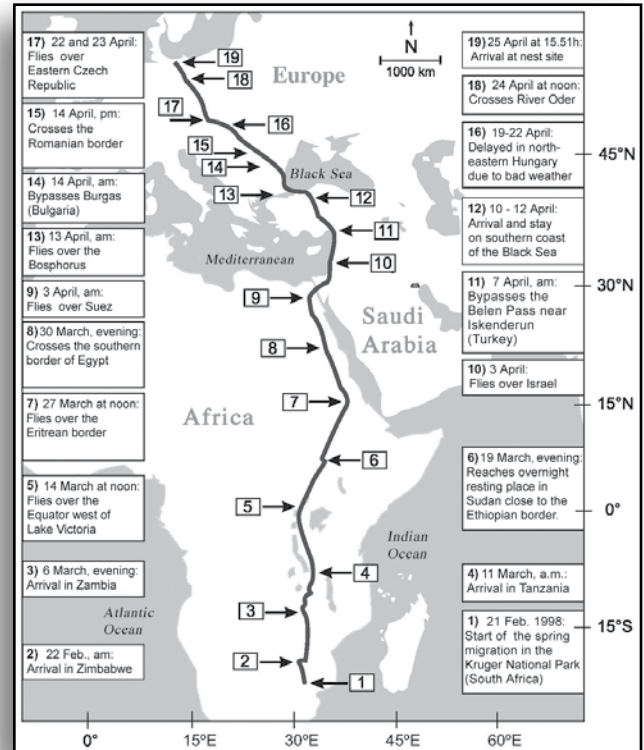 17) 22 and 23 April:
Flies over
Eastern Czech
Republic
15) 14 April, pm:
Crosses the
Romanian border
14) 14 April, am:
Bypasses Burgas
(Bulgaria)
13) 13 April, am:
Flies over the
Bosphorus
9) 3 April, am:
Flies over Suez
8) 30 March, evening:
Crosses the southern
border of Egypt
7) 27 March at noon:
Flies over the
Eritrean border
5) 14 March at noon:
Flies over the
Equator west of
Lake Victoria
3) 6 March, evening:
Arrival in Zambia
2) 22 Feb., am:
Arrival in Zimbabwe
N
1000 km
Europe
Black Sea
Mediterranean
Saudi
Arabia
Africa
Indian
Ocean
Atlantic
Ocean
19
18
17
16
15
14
13
12
11
10
9
8
7
6
5
4
3
2
1
19) 25 April at 15.51h:
Arrival at nest site
18) 24 April at noon:
Crosses River Oder
16) 19-22 April:
Delayed in north-
eastern Hungary
due to bad weather
12) 10 - 12 April:
Arrival and stay
on southern coast
of the Black Sea
11) 7 April, am:
Bypasses the
Belen Pass near
Iskenderun
(Turkey)
10) 3 April:
Flies over Israel
6) 19 March, evening:
Reaches overnight
resting place in
Sudan close to the
Ethiopian border.
4) 11 March, a.m.:
Arrival in Tanzania
1) 21 Feb. 1998:
Start of the spring
migration in the
Kruger National Park
(South Africa)
45°N
30°N
15°N
0°
15°S
0°
15°E
30°E
45°E
60°E